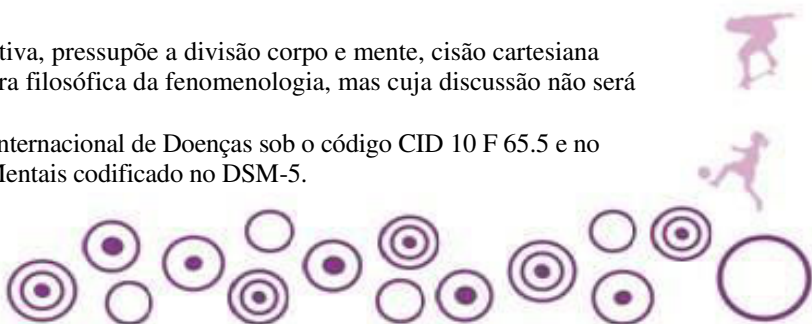 tiva, pressupõe a divisão corpo e mente, cisão cartesiana
ra filosófica da fenomenologia, mas cuja discussão não será
nternacional de Doenças sob o código CID 10 F 65.5 e no
Mentais codificado no DSM-5.